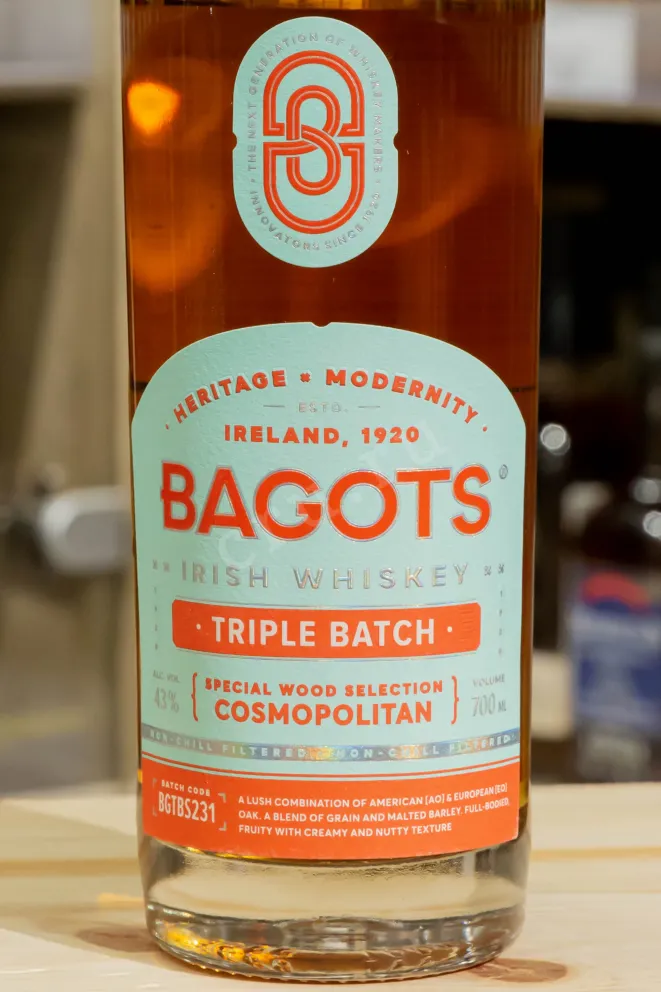 · THE NEXT GENERATION OF WHISKEY MAKERS ·
INNOVATORS SINCE
HERITAGE * MODERNITY
ESTD.
IRELAND, 1920
BAGOTS
IRISH WHISKEY
· TRIPLE BATCH ·
ALC. VOL.
43%
{ SPECIAL WOOD SELECTION
COSMOPOLITAN }
VOLUME
700 ML
NON-CHILL FILTERED · NON-CHILL FILTERED
BATCH CODE
BGTBS231
A LUSH COMBINATION OF AMERICAN [AO] & EUROPEAN [EO]
OAK. A BLEND OF GRAIN AND MALTED BARLEY. FULL-BODIED,
FRUITY WITH CREAMY AND NUTTY TEXTURE